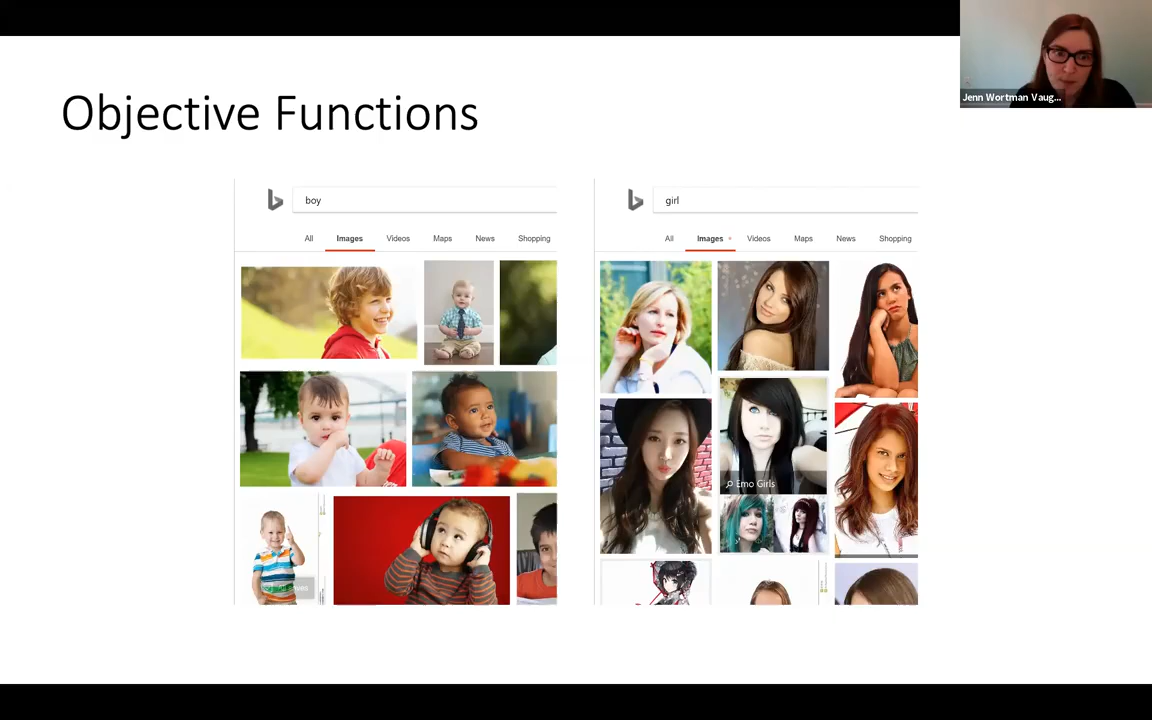 Jenn Wortman Vaug...
Objective Functions
boy
All Images Videos Maps News Shopping
girl
All Images Videos Maps News Shopping
Emo Girls